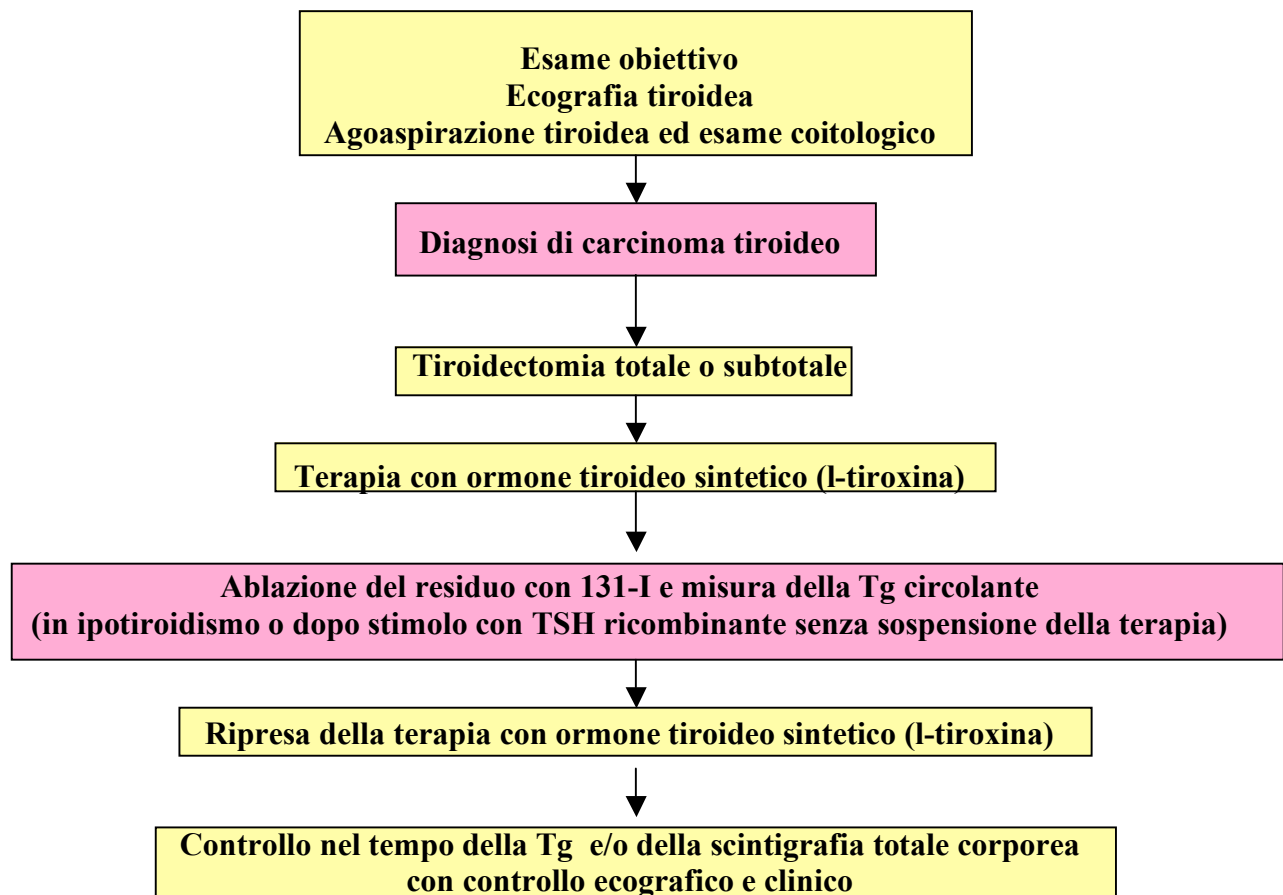 Esame obiettivo
Ecografia tiroidea
Agoaspirazione tiroidea ed esame coitologico
Diagnosi di carcinoma tiroideo
Tiroidectomia totale o subtotale
Terapia con ormone tiroideo sintetico (l-tiroxina)
Ablazione del residuo con 131-I e misura della Tg circolante
(in ipotiroidismo o dopo stimolo con TSH ricombinante senza sospensione della terapia)
Ripresa della terapia con ormone tiroideo sintetico (l-tiroxina)
Controllo nel tempo della Tg e/o della scintigrafia totale corporea
con controllo ecografico e clinico